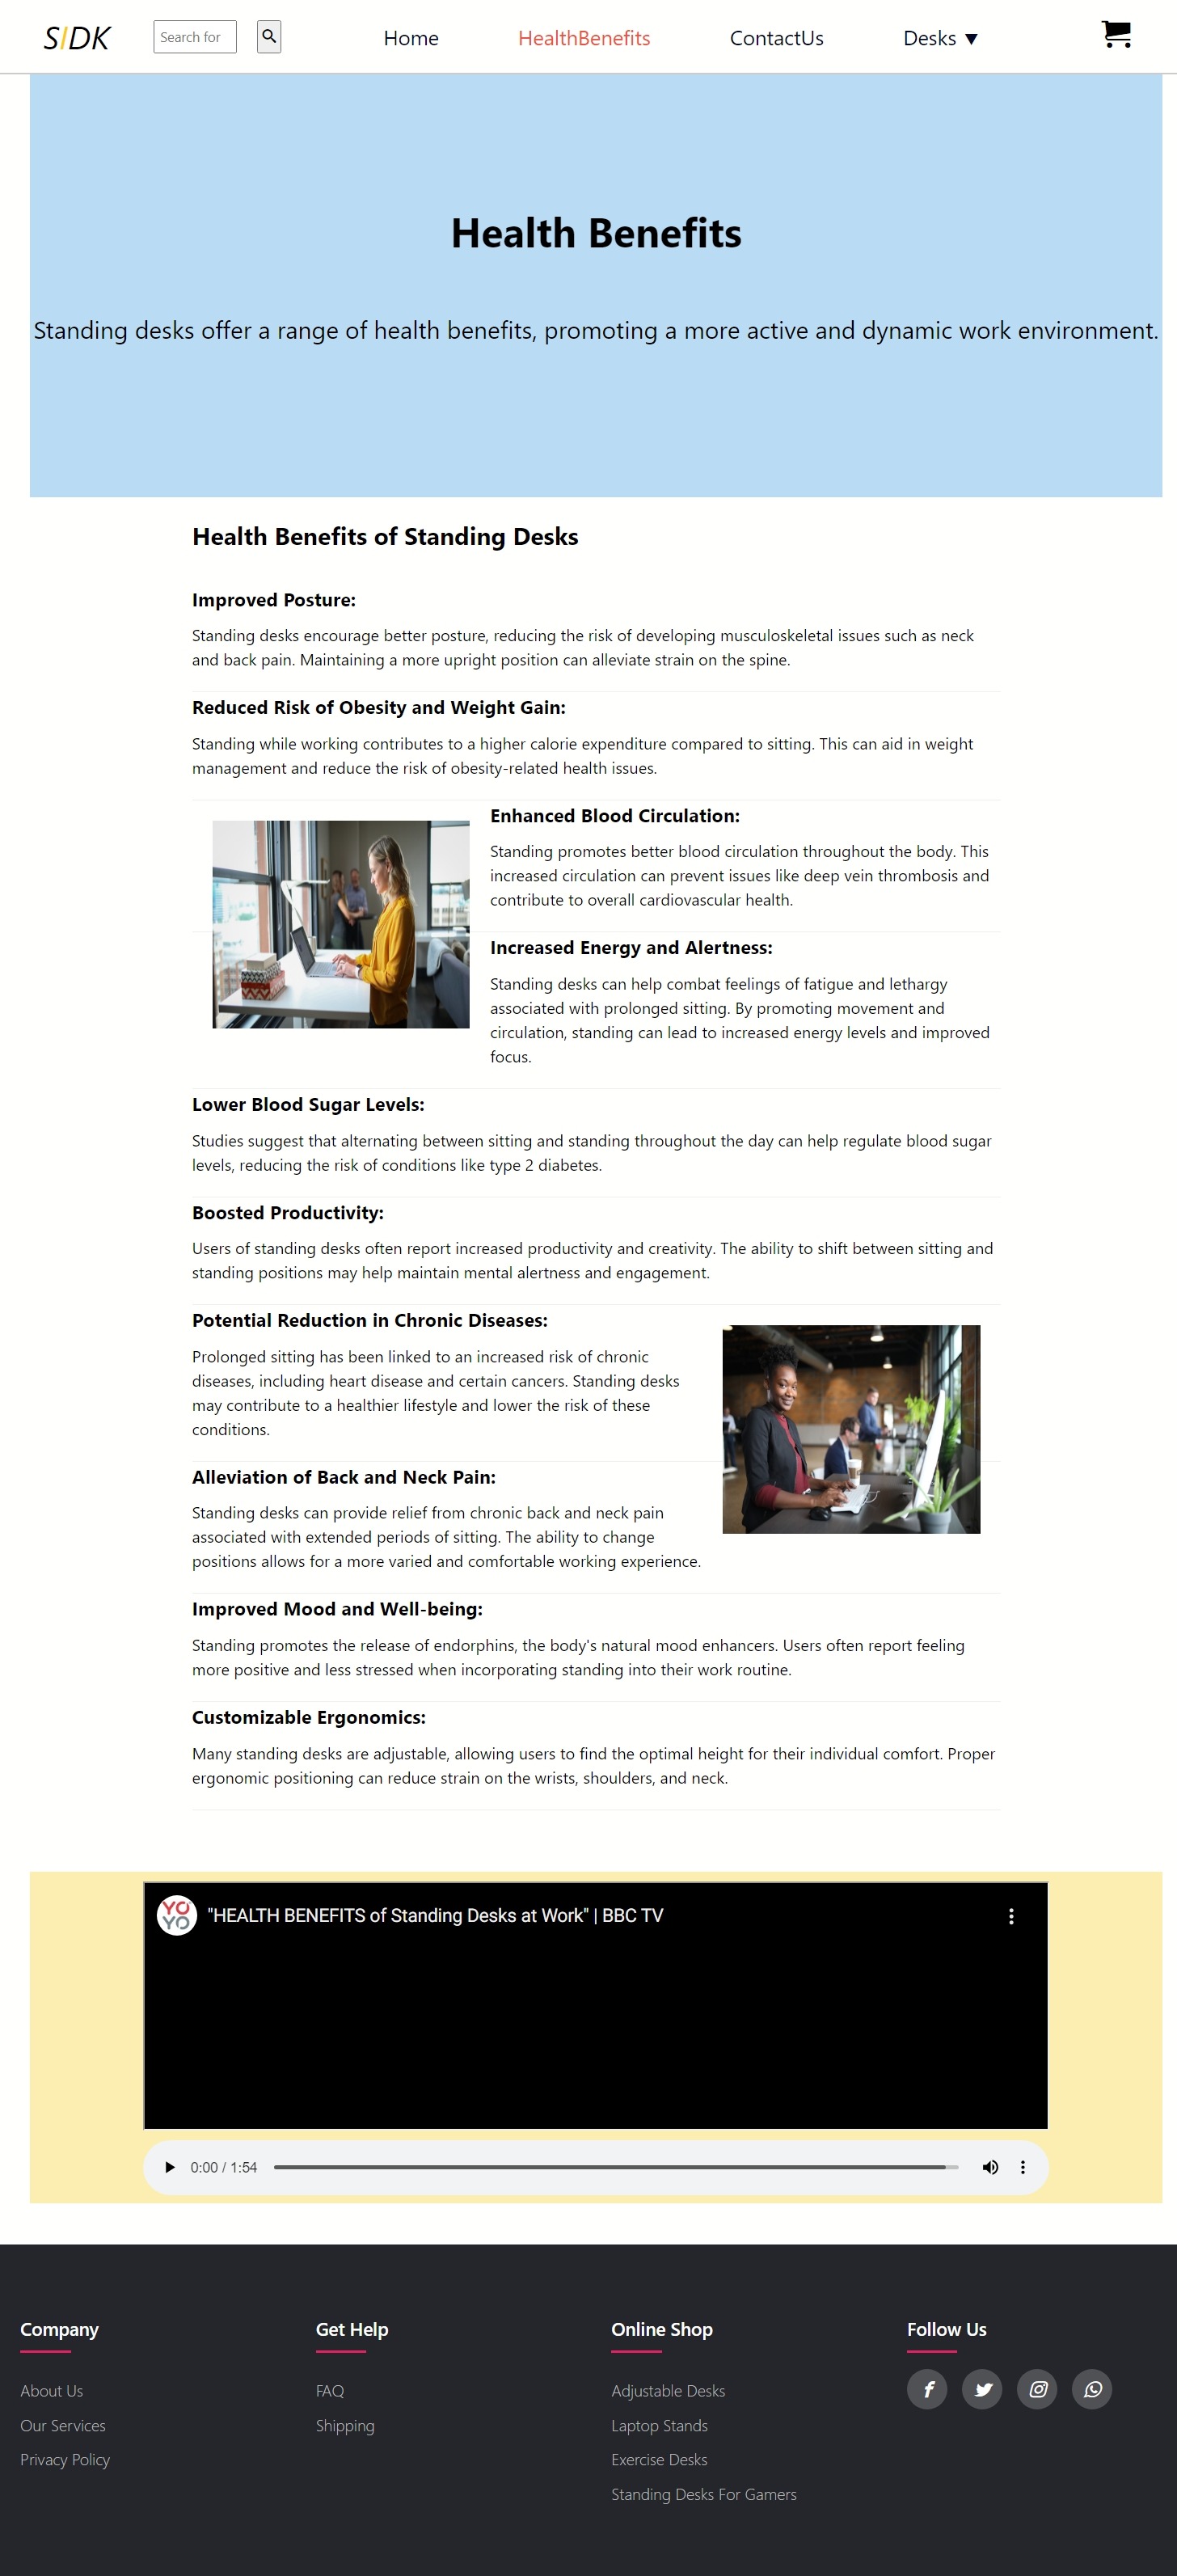 SIDK
Search for
Home
HealthBenefits
ContactUs
Desks ▼
Health Benefits
Standing desks offer a range of health benefits, promoting a more active and dynamic work environment.
Health Benefits of Standing Desks
Improved Posture:
Standing desks encourage better posture, reducing the risk of developing musculoskeletal issues such as neck
and back pain. Maintaining a more upright position can alleviate strain on the spine.
Reduced Risk of Obesity and Weight Gain:
Standing while working contributes to a higher calorie expenditure compared to sitting. This can aid in weight
management and reduce the risk of obesity-related health issues.
Enhanced Blood Circulation:
Standing promotes better blood circulation throughout the body. This
increased circulation can prevent issues like deep vein thrombosis and
contribute to overall cardiovascular health.
Increased Energy and Alertness:
Standing desks can help combat feelings of fatigue and lethargy
associated with prolonged sitting. By promoting movement and
circulation, standing can lead to increased energy levels and improved
focus.
Lower Blood Sugar Levels:
Studies suggest that alternating between sitting and standing throughout the day can help regulate blood sugar
levels, reducing the risk of conditions like type 2 diabetes.
Boosted Productivity:
Users of standing desks often report increased productivity and creativity. The ability to shift between sitting and
standing positions may help maintain mental alertness and engagement.
Potential Reduction in Chronic Diseases:
Prolonged sitting has been linked to an increased risk of chronic
diseases, including heart disease and certain cancers. Standing desks
may contribute to a healthier lifestyle and lower the risk of these
conditions.
Alleviation of Back and Neck Pain:
Standing desks can provide relief from chronic back and neck pain
associated with extended periods of sitting. The ability to change
positions allows for a more varied and comfortable working experience.
Improved Mood and Well-being:
Standing promotes the release of endorphins, the body's natural mood enhancers. Users often report feeling
more positive and less stressed when incorporating standing into their work routine.
Customizable Ergonomics:
Many standing desks are adjustable, allowing users to find the optimal height for their individual comfort. Proper
ergonomic positioning can reduce strain on the wrists, shoulders, and neck.
YO
YO
"HEALTH BENEFITS of Standing Desks at Work" | BBC TV
0:00 / 1:54
Company
About Us
Our Services
Privacy Policy
Get Help
FAQ
Shipping
Online Shop
Adjustable Desks
Laptop Stands
Exercise Desks
Standing Desks For Gamers
Follow Us